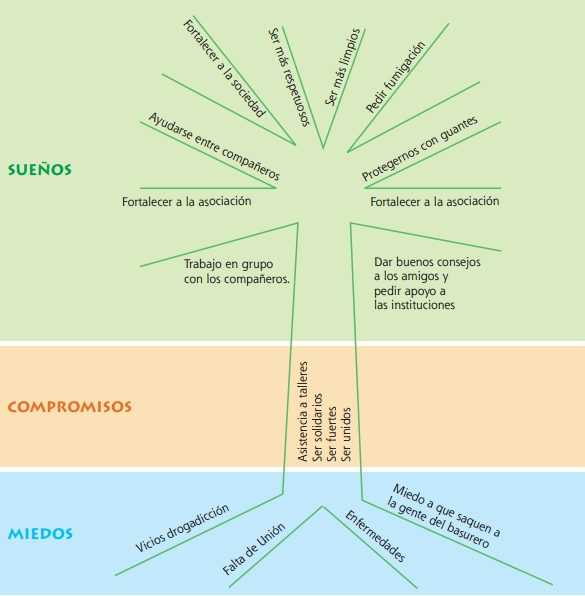 SUEÑOS
Fortalecer a la sociedad
Ser más respetuosos
Ser más limpios
Pedir fumigación
Ayudarse entre compañeros
Protegernos con guantes
Fortalecer a la asociación
Fortalecer a la asociación
Trabajo en grupo
con los compañeros.
Dar buenos consejos
a los amigos y
pedir apoyo a
las instituciones
COMPROMISOS
Asistencia a talleres
Ser solidarios
Ser fuertes
Ser unidos
MIEDOS
Vicios drogadicción
Falta de Unión
Enfermedades
Miedo a que saquen a
la gente del basurero